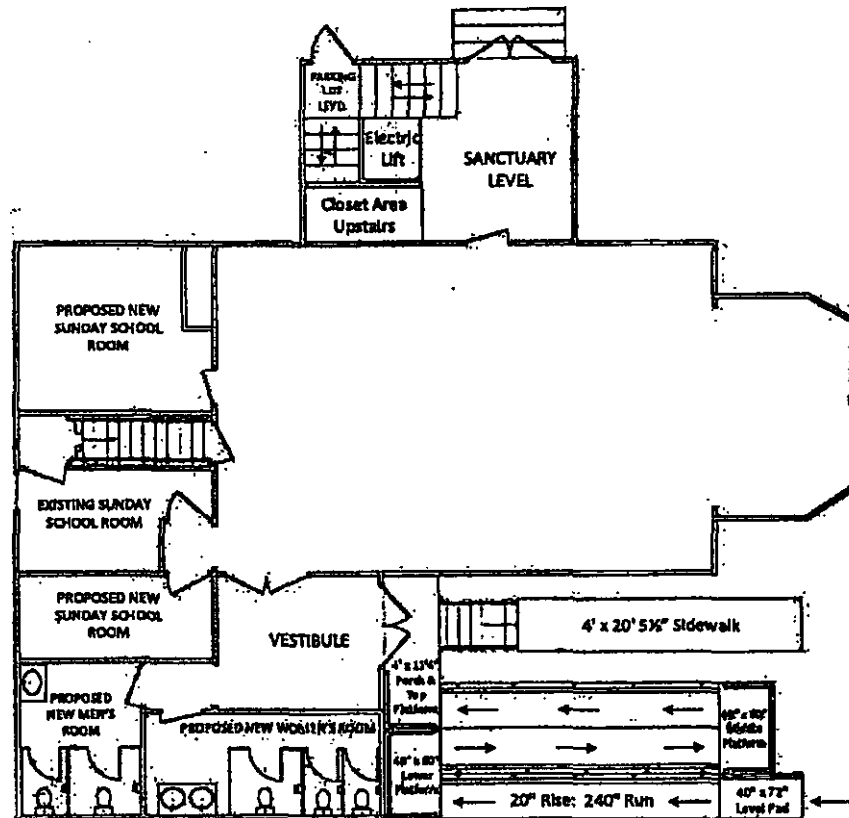 PARKING
LOT
LEVEL
Electric
Lift
SANCTUARY
LEVEL
Closet Area
Upstairs
PROPOSED NEW
SUNDAY SCHOOL
ROOM
EXISTING SUNDAY
SCHOOL ROOM
PROPOSED NEW
SUNDAY SCHOOL
ROOM
VESTIBULE
4' x 20' 5½" Sidewalk
Porch &
Top
Platform
PROPOSED
NEW MEN'S
ROOM
PROPOSED NEW WOMEN'S ROOM
Platform
Lower
Platform
20" Rise: 240" Run
40" x 72"
Level Pad